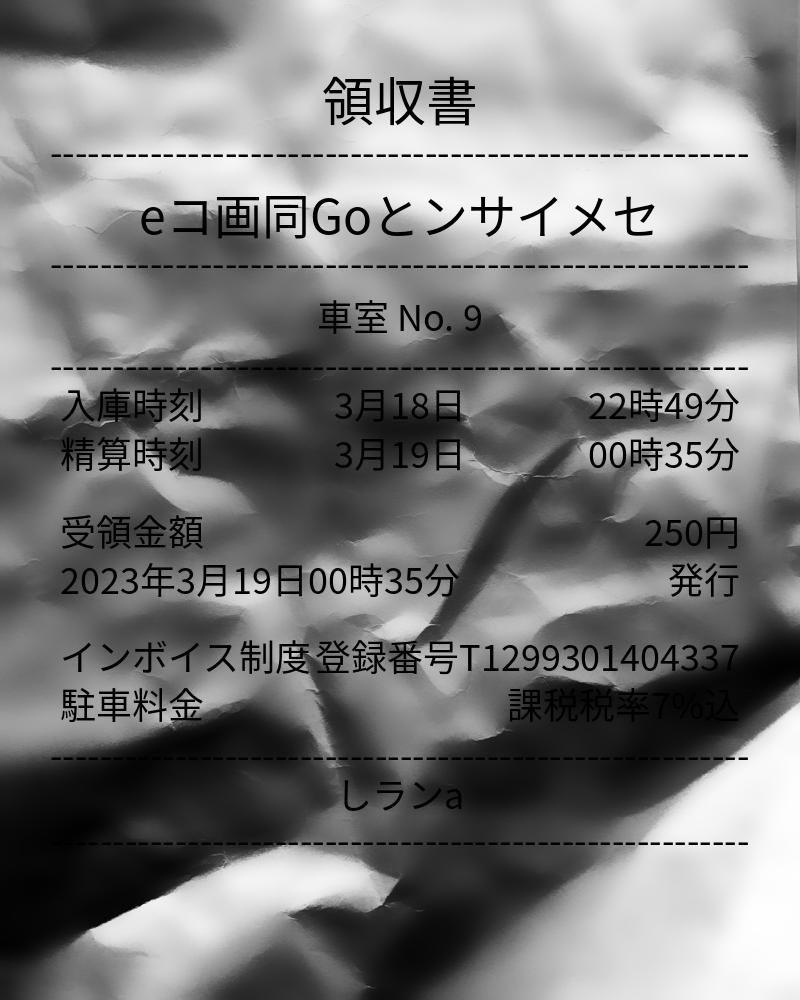 領収書
eコ画同Goとンサイメセ
車室 No. 9
入庫時刻 3月18日 22時49分
精算時刻 3月19日 00時35分
受領金額 250円
2023年3月19日00時35分 発行
インボイス制度 登録番号T1299301404337
駐車料金 課税税率7%込
しランa